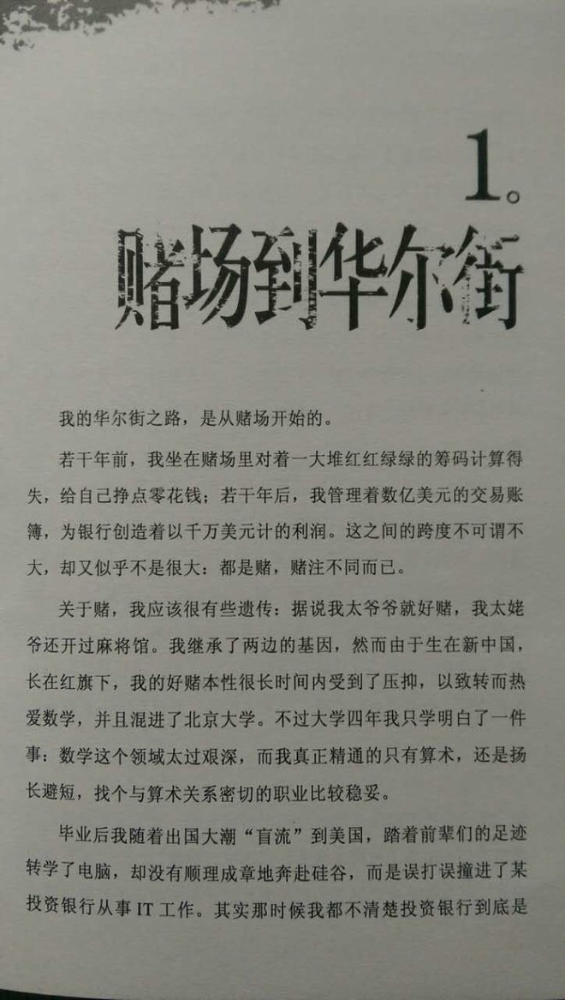 1。
赌场到华尔街
我的华尔街之路，是从赌场开始的。
若干年前，我坐在赌场里对着一大堆红红绿绿的筹码计算得
失，给自己挣点零花钱；若干年后，我管理着数亿美元的交易账
簿，为银行创造着以千万美元计的利润。这之间的跨度不可谓不
大，却又似乎不是很大：都是赌，赌注不同而已。
关于赌，我应该很有些遗传：据说我太爷爷就好赌，我太姥
爷还开过麻将馆。我继承了两边的基因，然而由于生在新中国，
长在红旗下，我的好赌本性很长时间内受到了压抑，以致转而热
爱数学，并且混进了北京大学。不过大学四年我只学明白了一件
事：数学这个领域太过艰深，而我真正精通的只有算术，还是扬
长避短，找个与算术关系密切的职业比较稳妥。
毕业后我随着出国大潮“盲流”到美国，踏着前辈们的足迹
转学了电脑，却没有顺理成章地奔赴硅谷，而是误打误撞进了某
投资银行从事 IT 工作。其实那时候我都不清楚投资银行到底是